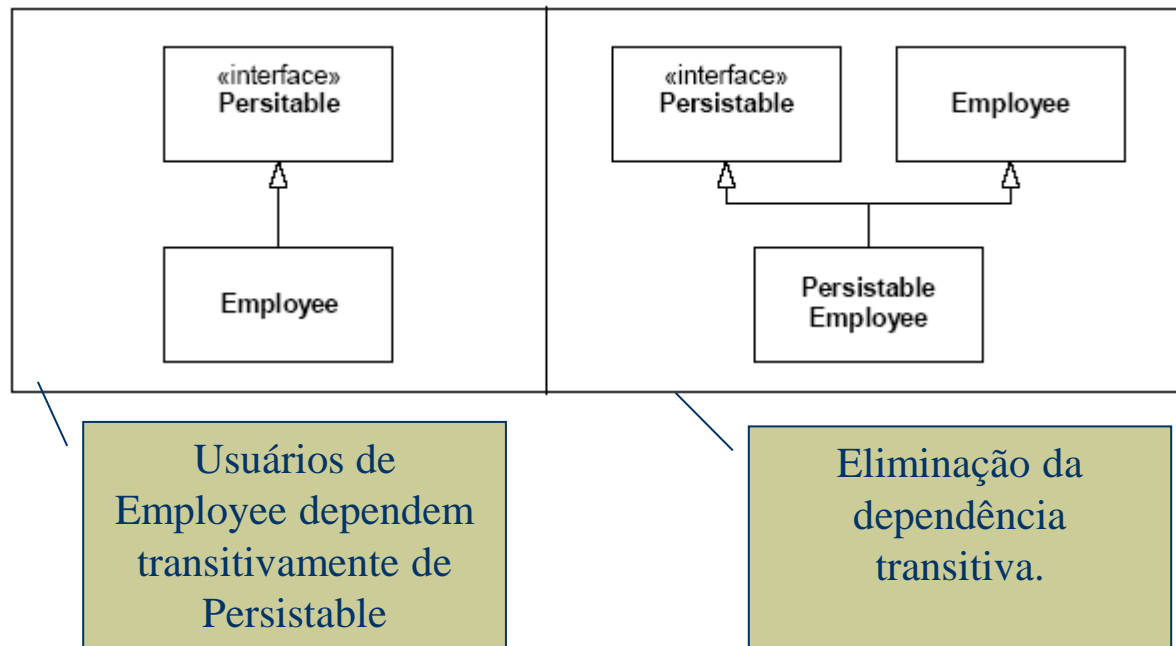 «interface»
Persitable
Employee
«interface»
Persistable
Employee
Persistable
Employee
Usuários de
Employee dependem
transitivamente de
Persistable
Eliminação da
dependência
transitiva.